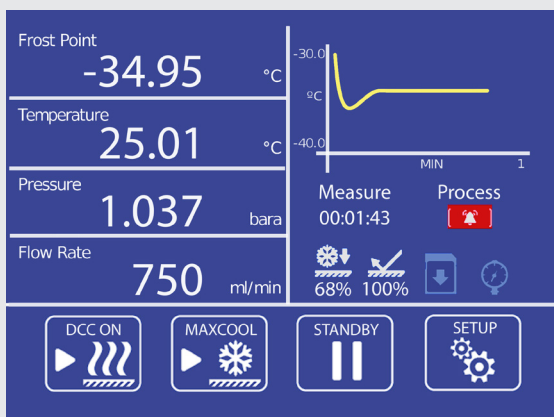 Frost Point
-34.95 °C
Temperature
25.01 °C
Pressure
1.037 bara
Flow Rate
750 ml/min
-30.0
ºC
-40.0
MIN 1
Measure Process
00:01:43
68% 100%
DCC ON MAXCOOL STANDBY SETUP